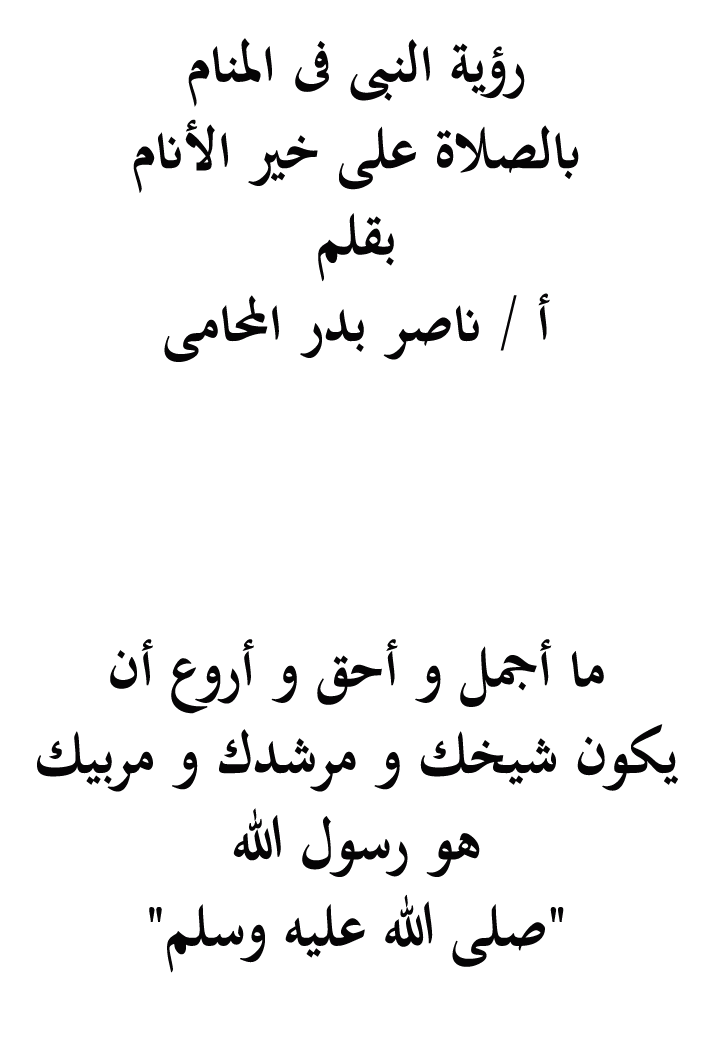 رؤية النبى فى المنام
بالصلاة على خير الأنام
بقلم
أ / ناصر بدر المحامى
ما أجمل و أحق و أروع أن
يكون شيخك و مرشدك و مربيك
هو رسول الله
"صلى الله عليه وسلم"